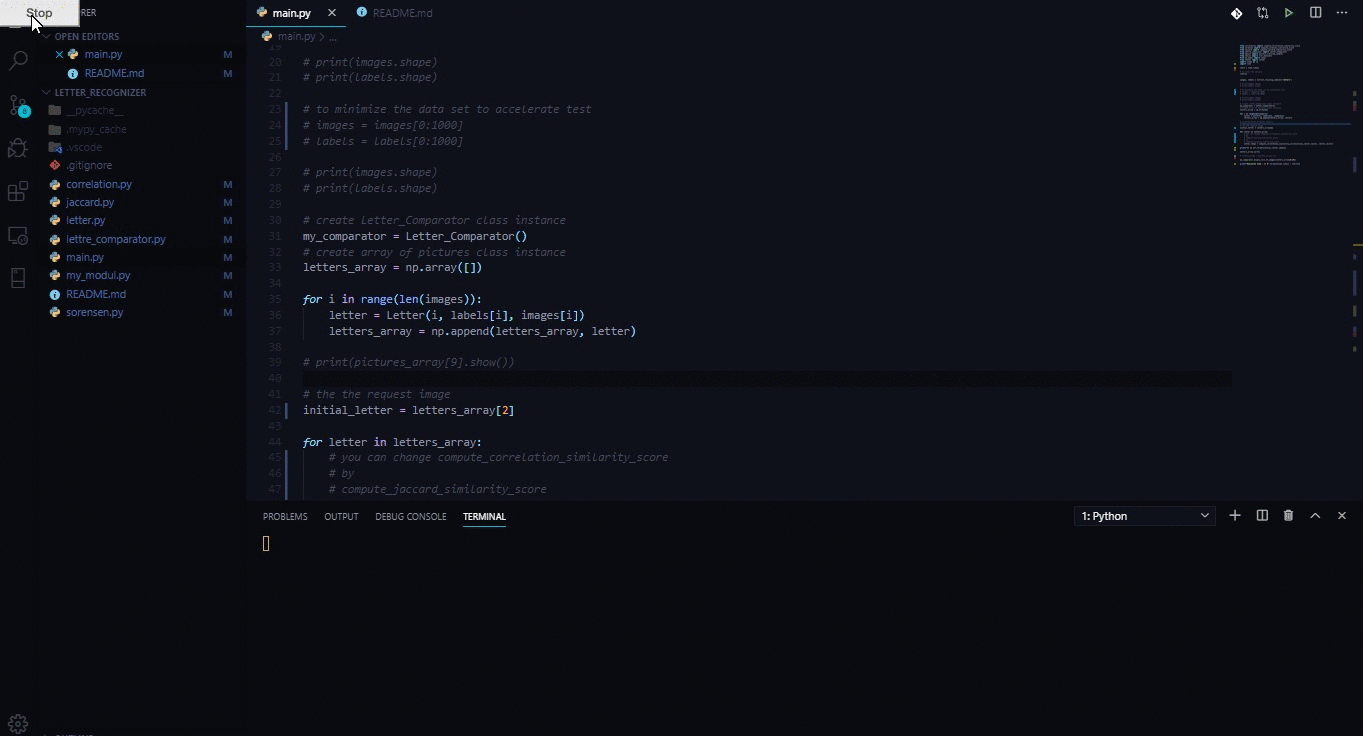 Stop
RER
main.py
README.md
OPEN EDITORS
main.py > ...
main.py M
README.md M
LETTER_RECOGNIZER
__pycache__
.mypy_cache
.vscode
.gitignore
correlation.py M
jaccard.py M
letter.py M
lettre_comparator.py M
main.py M
my_modul.py M
README.md M
sorensen.py M
6
20 # print(images.shape)
21 # print(labels.shape)
22
23 # to minimize the data set to accelerate test
24 # images = images[0:1000]
25 # labels = labels[0:1000]
26
27 # print(images.shape)
28 # print(labels.shape)
29
30 # create Letter_Comparator class instance
31 my_comparator = Letter_Comparator()
32 # create array of pictures class instance
33 letters_array = np.array([])
34
35 for i in range(len(images)):
36 letter = Letter(i, labels[i], images[i])
37 letters_array = np.append(letters_array, letter)
38
39 # print(pictures_array[9].show())
40
41 # the the request image
42 initial_letter = letters_array[2]
43
44 for letter in letters_array:
45 # you can change compute_correlation_similarity_score
46 # by
47 # compute_jaccard_similarity_score
PROBLEMS OUTPUT DEBUG CONSOLE TERMINAL
1: Python